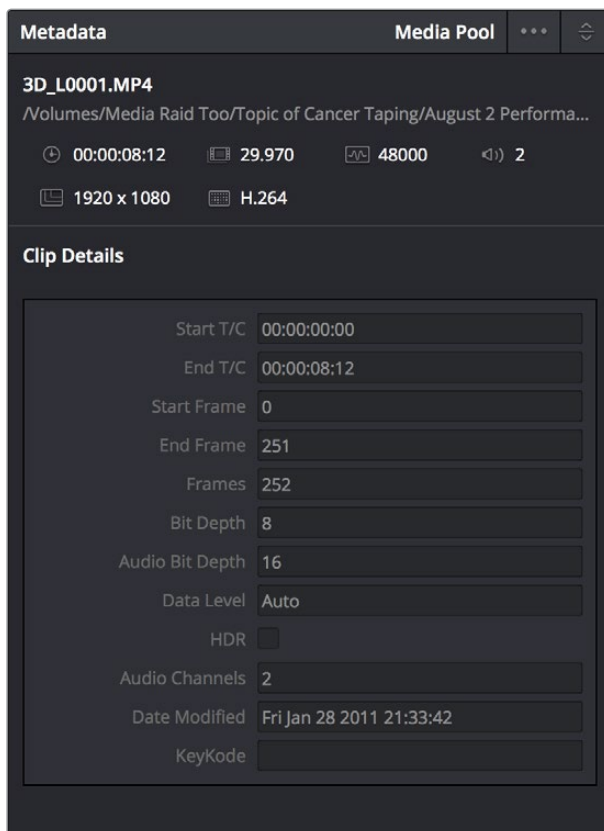 Metadata Media Pool •••
3D_L0001.MP4
/Volumes/Media Raid Too/Topic of Cancer Taping/August 2 Performa...
00:00:08:12 29.970 48000 2
1920 x 1080 H.264
Clip Details
Start T/C 00:00:00:00
End T/C 00:00:08:12
Start Frame 0
End Frame 251
Frames 252
Bit Depth 8
Audio Bit Depth 16
Data Level Auto
HDR
Audio Channels 2
Date Modified Fri Jan 28 2011 21:33:42
KeyKode